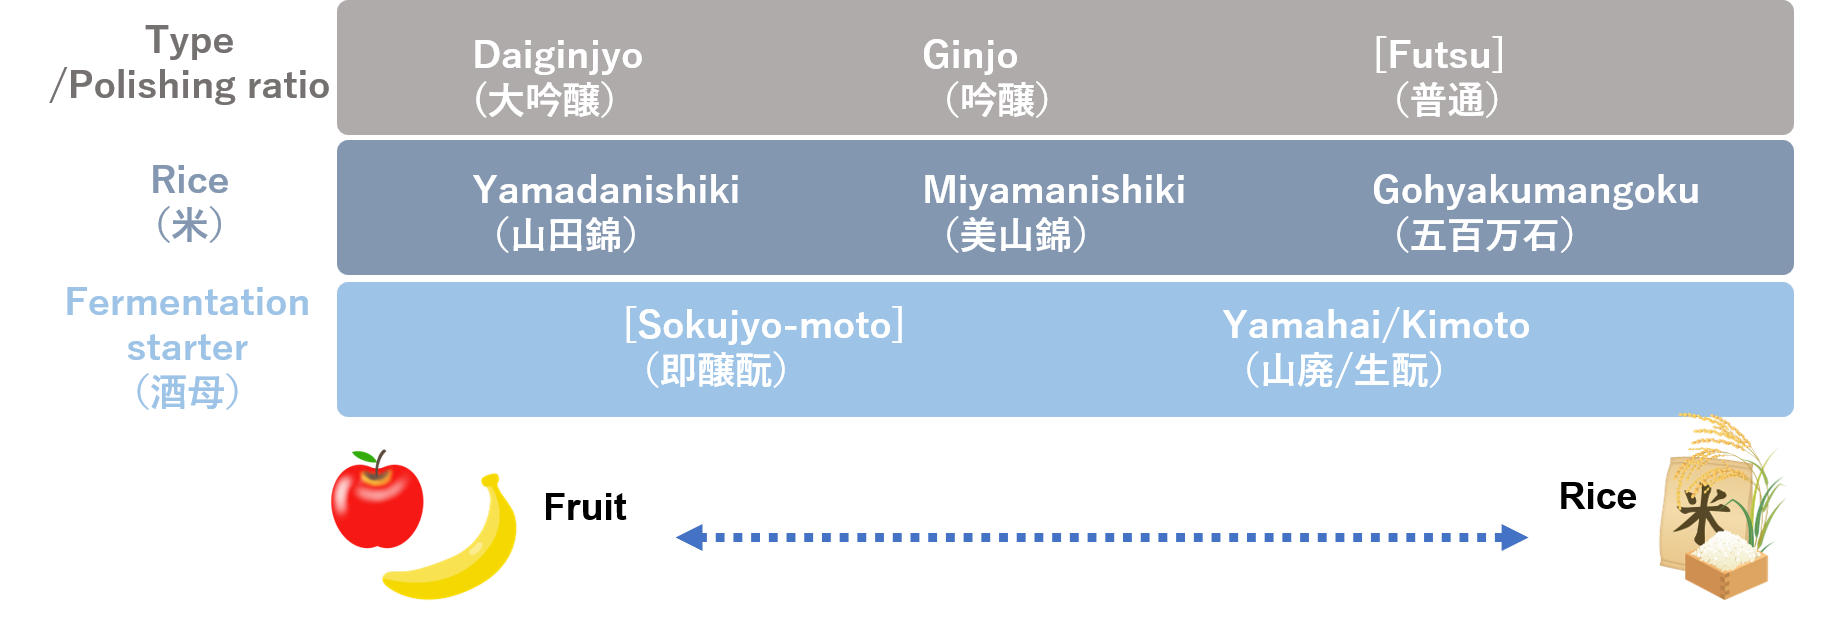 Type
/Polishing ratio
Daiginjyo
(大吟醸)
Ginjo
（吟醸）
[Futsu]
（普通）
Rice
（米）
Yamadanishiki
（山田錦）
Miyamanishiki
（美山錦）
Gohyakumangoku
（五百万石）
Fermentation
starter
（酒母）
[Sokujyo-moto]
（即醸酛）
Yamahai/Kimoto
（山廃/生酛）
Fruit
Rice
米